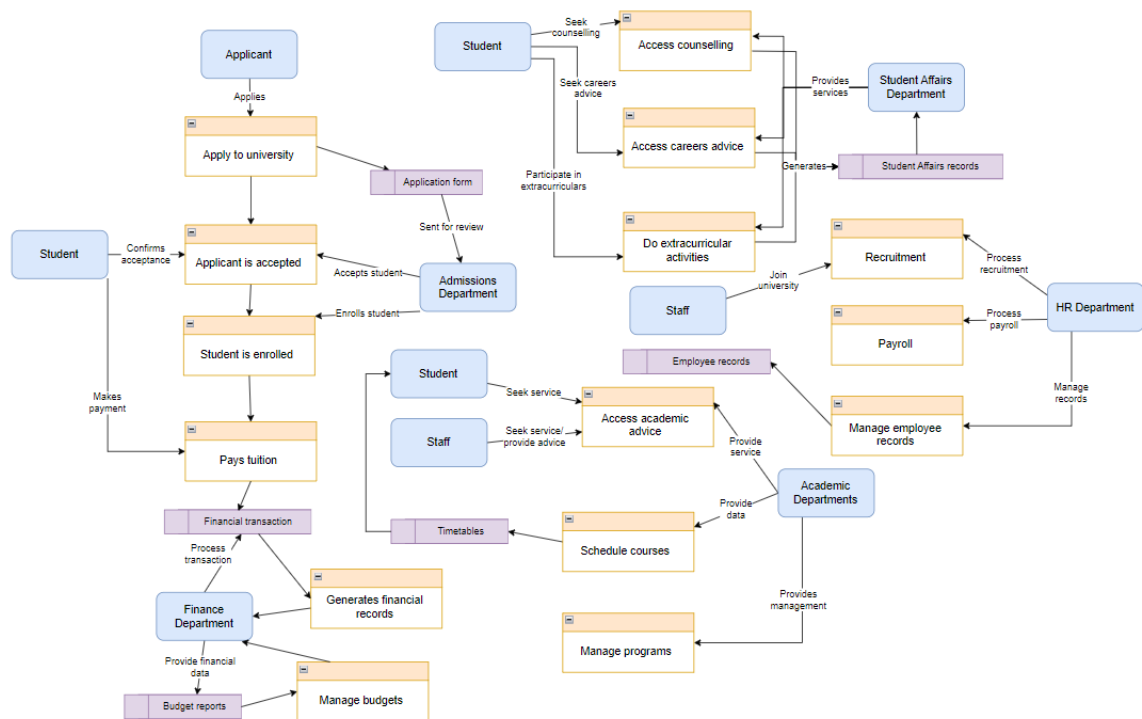 Applicant
Applies
Apply to university
Application form
Sent for review
Student
Confirms
acceptance
Applicant is accepted
Accepts student
Admissions
Department
Enrolls student
Student is enrolled
Makes
payment
Pays tuition
Financial transaction
Process
transaction
Generates financial
records
Finance
Department
Provide financial
data
Budget reports
Manage budgets
Student
Seek
counselling
Access counselling
Seek careers
advice
Access careers advice
Participate in
extracurriculars
Do extracurricular
activities
Provides
services
Student Affairs
Department
Generates
Student Affairs records
Staff
Join
university
Recruitment
Process
recruitment
HR Department
Process
payroll
Payroll
Manage
records
Manage employee
records
Employee records
Student
Seek service
Access academic
advice
Staff
Seek service/
provide advice
Provide
service
Academic
Departments
Provide
data
Schedule courses
Timetables
Provides
management
Manage programs